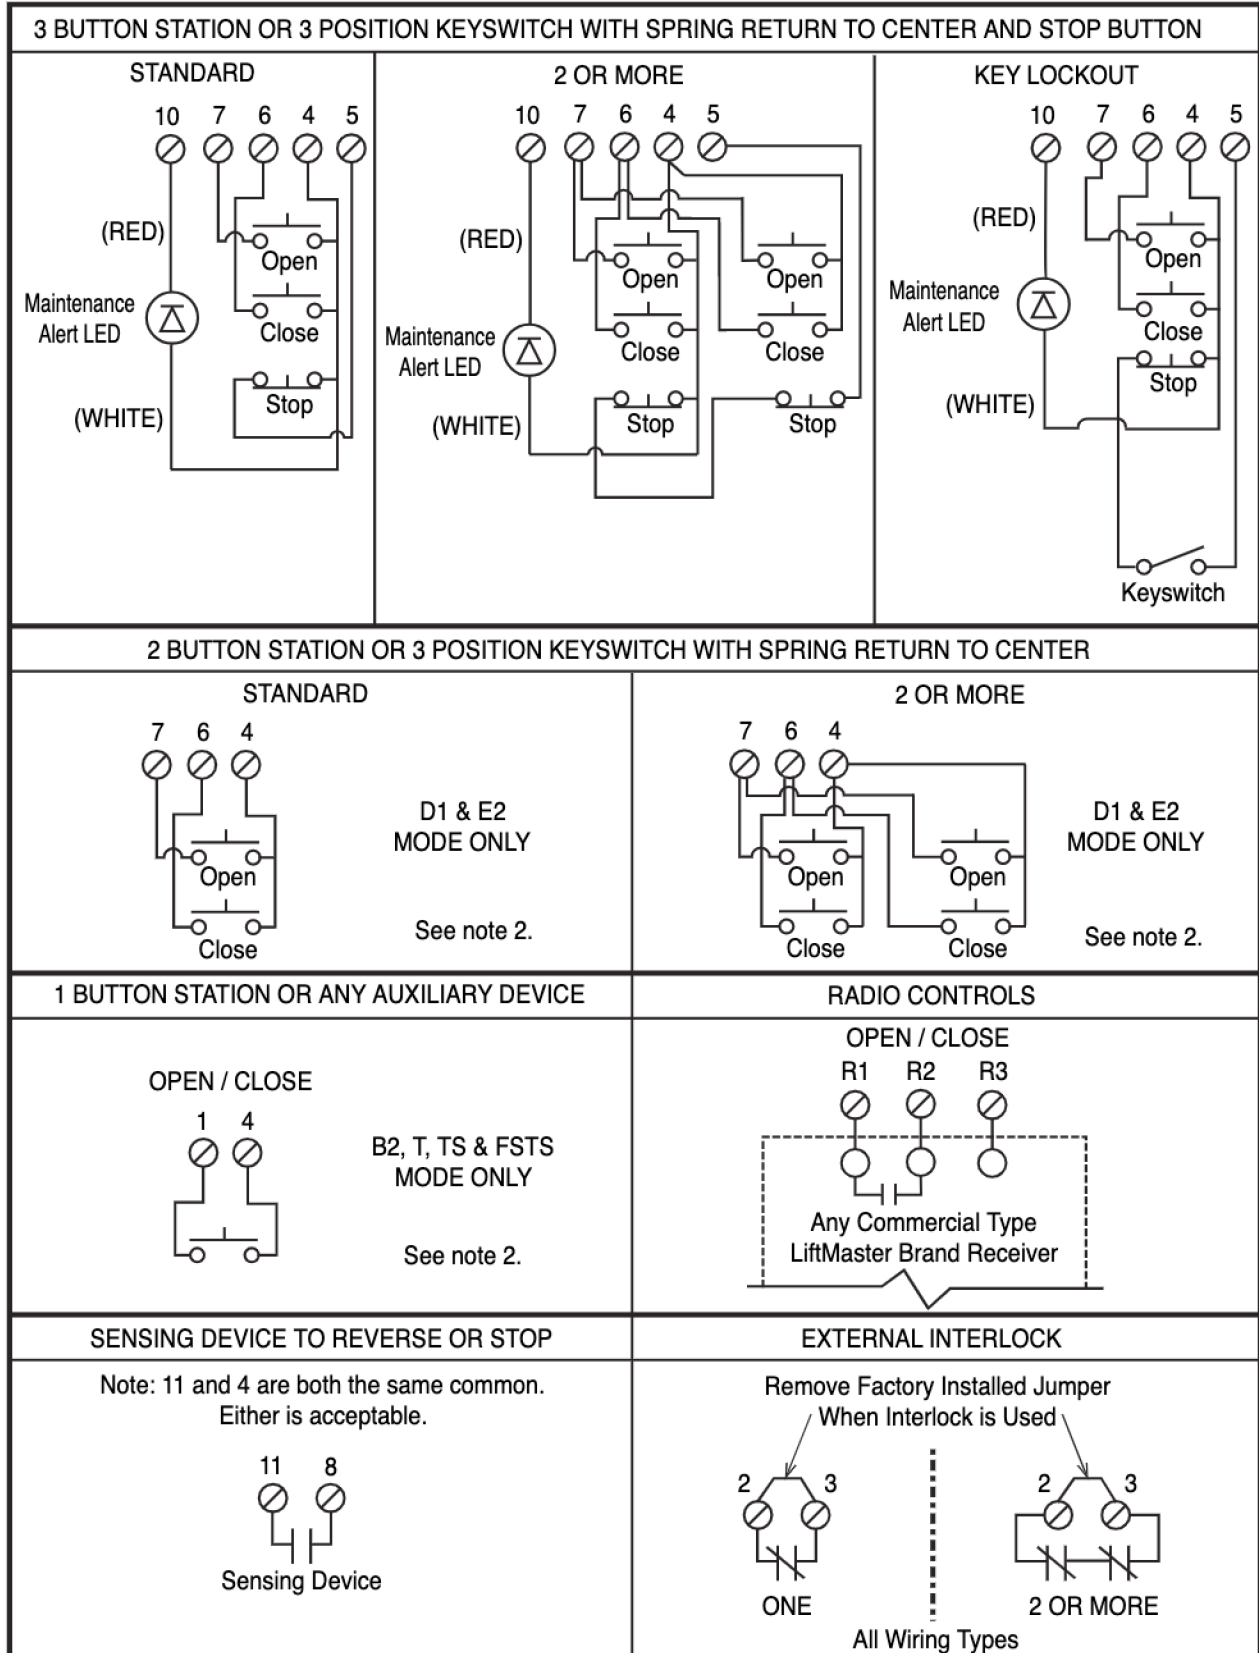 3 BUTTON STATION OR 3 POSITION KEYSWITCH WITH SPRING RETURN TO CENTER AND STOP BUTTON
STANDARD
10 7 6 4 5
(RED)
Open
Maintenance
Alert LED
Close
Stop
(WHITE)
2 OR MORE
10 7 6 4 5
(RED)
Open Open
Maintenance
Alert LED
Close Close
(WHITE)
Stop Stop
KEY LOCKOUT
10 7 6 4 5
(RED)
Open
Maintenance
Alert LED
Close
Stop
(WHITE)
Keyswitch
2 BUTTON STATION OR 3 POSITION KEYSWITCH WITH SPRING RETURN TO CENTER
STANDARD
7 6 4
D1 & E2
MODE ONLY
Open
Close
See note 2.
2 OR MORE
7 6 4
D1 & E2
MODE ONLY
Open Open
Close Close
See note 2.
1 BUTTON STATION OR ANY AUXILIARY DEVICE
OPEN / CLOSE
1 4
B2, T, TS & FSTS
MODE ONLY
See note 2.
RADIO CONTROLS
OPEN / CLOSE
R1 R2 R3
Any Commercial Type
LiftMaster Brand Receiver
SENSING DEVICE TO REVERSE OR STOP
Note: 11 and 4 are both the same common.
Either is acceptable.
11 8
Sensing Device
EXTERNAL INTERLOCK
Remove Factory Installed Jumper
When Interlock is Used
2 3 2 3
ONE 2 OR MORE
All Wiring Types